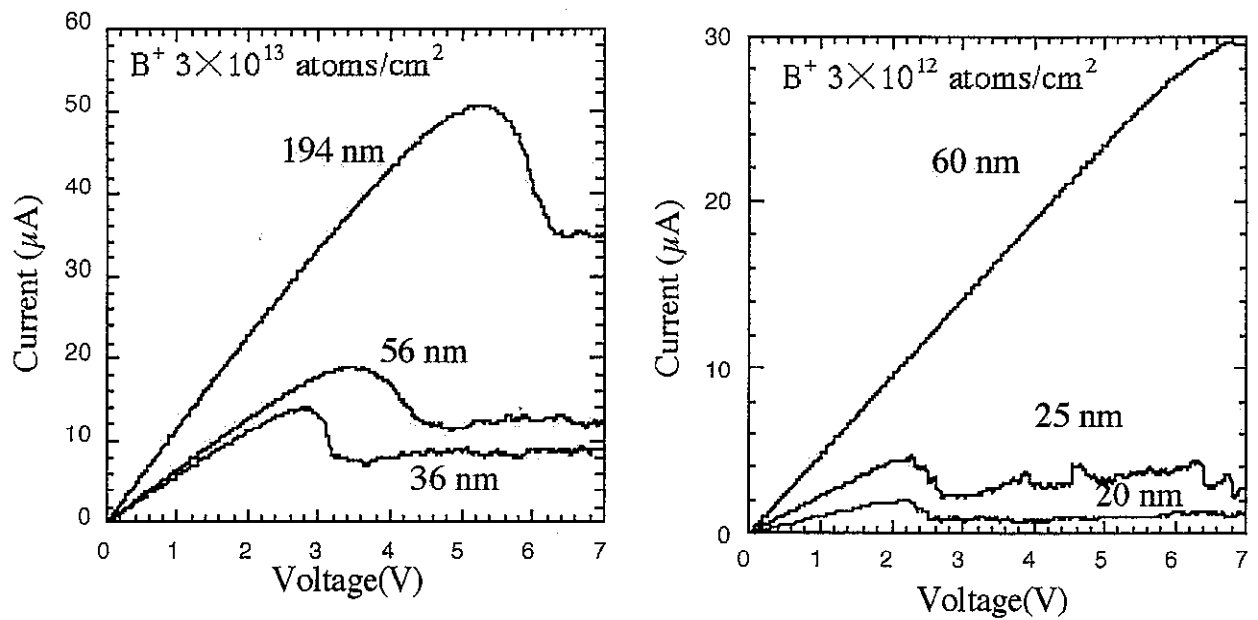 B⁺ 3×10¹³ atoms/cm²
60
50
40
30
20
10
0
Current (μA)
194 nm
56 nm
36 nm
0 1 2 3 4 5 6 7
Voltage(V)
B⁺ 3×10¹² atoms/cm²
30
20
10
0
Current (μA)
60 nm
25 nm
20 nm
0 1 2 3 4 5 6 7
Voltage(V)